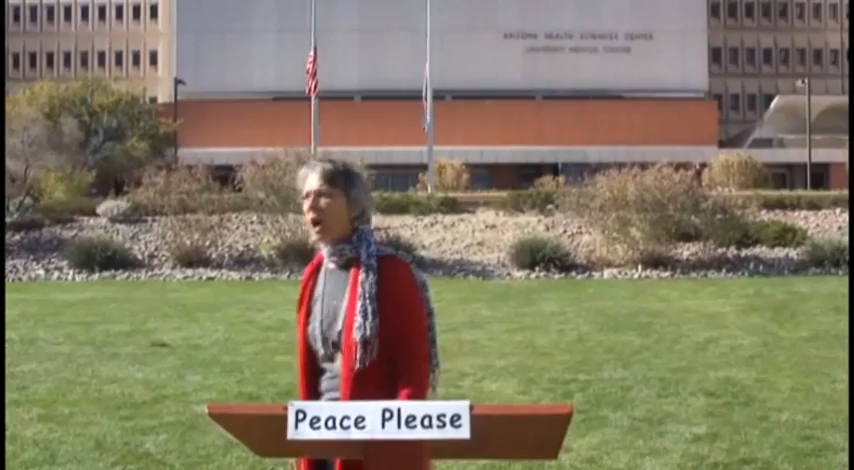 ARIZONA HEALTH SCIENCES CENTER
UNIVERSITY MEDICAL CENTER
Peace Please